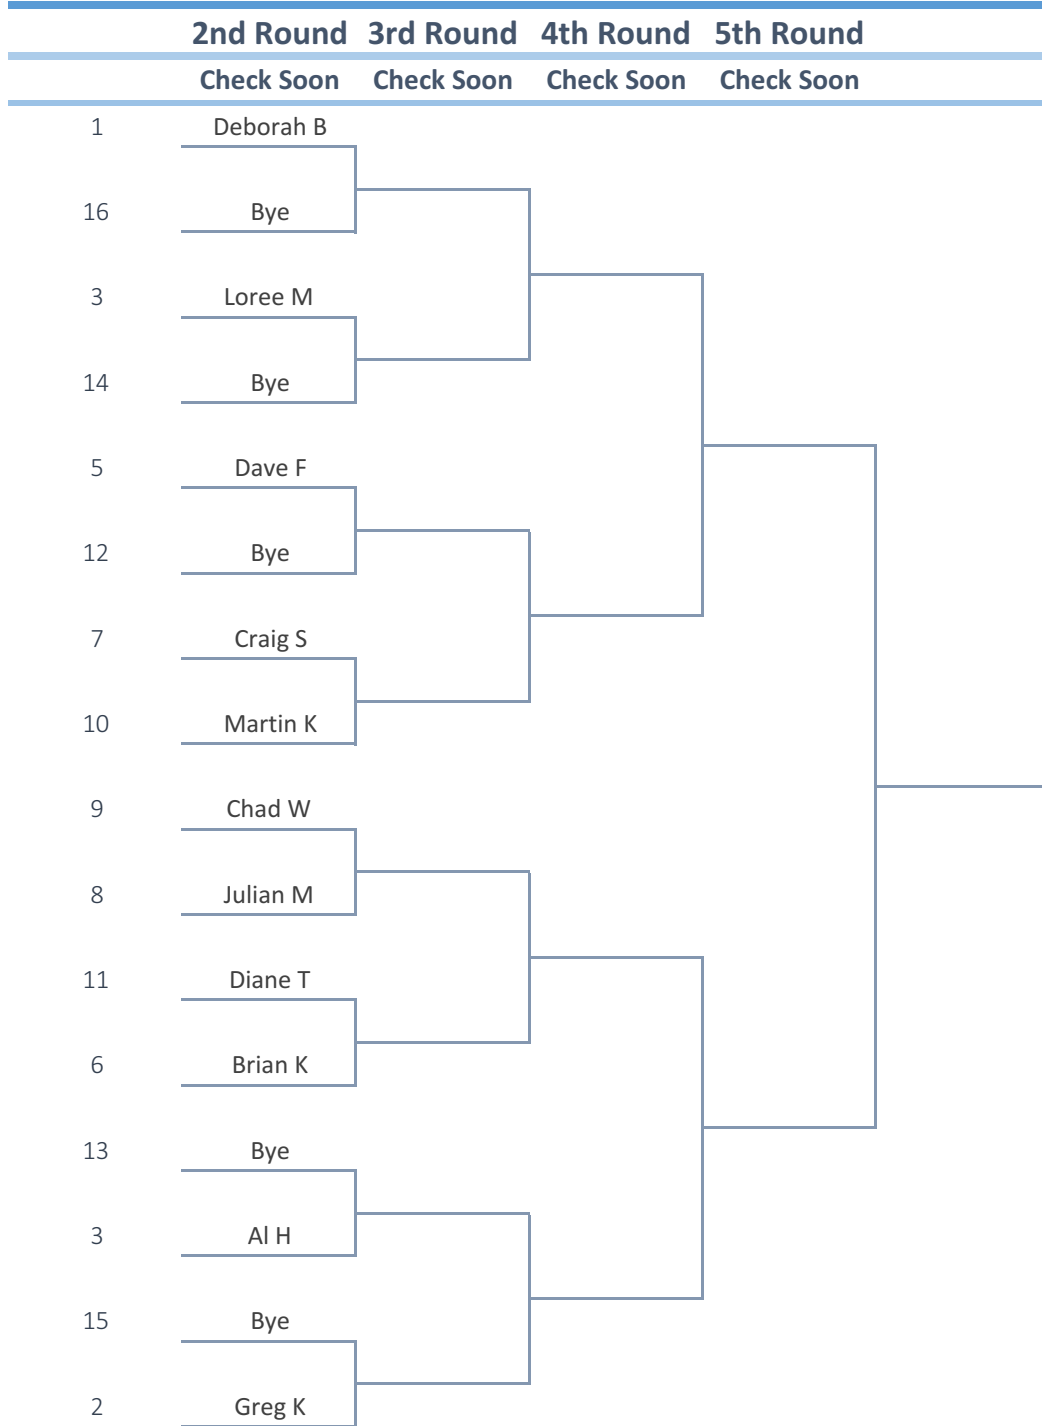 2nd Round 3rd Round 4th Round 5th Round
Check Soon Check Soon Check Soon Check Soon
1 Deborah B
16 Bye
3 Loree M
14 Bye
5 Dave F
12 Bye
7 Craig S
10 Martin K
9 Chad W
8 Julian M
11 Diane T
6 Brian K
13 Bye
3 Al H
15 Bye
2 Greg K